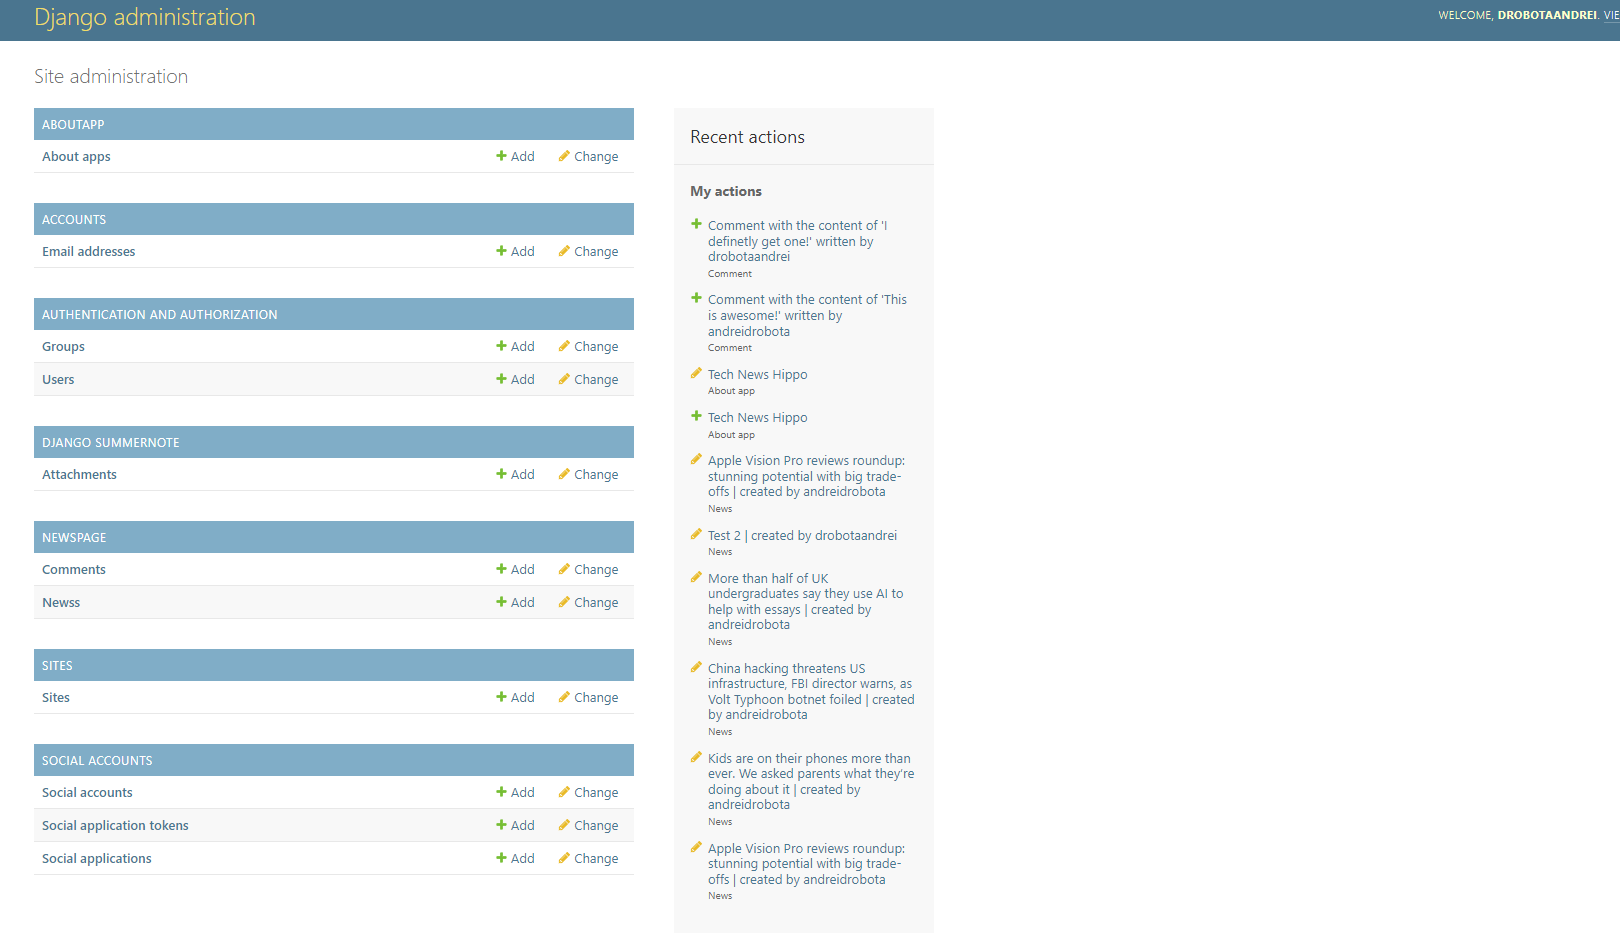 Django administration
WELCOME, DROBOTAANDREI. VIE
Site administration
ABOUTAPP
About apps
Add
Change
ACCOUNTS
Email addresses
Add
Change
AUTHENTICATION AND AUTHORIZATION
Groups
Add
Change
Users
Add
Change
DJANGO SUMMERNOTE
Attachments
Add
Change
NEWSPAGE
Comments
Add
Change
Newss
Add
Change
SITES
Sites
Add
Change
SOCIAL ACCOUNTS
Social accounts
Add
Change
Social application tokens
Add
Change
Social applications
Add
Change
Recent actions
My actions
Comment with the content of 'I
definetly get one!' written by
drobotaandrei
Comment
Comment with the content of 'This
is awesome!' written by
andreidrobota
Comment
Tech News Hippo
About app
Tech News Hippo
About app
Apple Vision Pro reviews roundup:
stunning potential with big trade-
offs | created by andreidrobota
News
Test 2 | created by drobotaandrei
News
More than half of UK
undergraduates say they use AI to
help with essays | created by
andreidrobota
News
China hacking threatens US
infrastructure, FBI director warns, as
Volt Typhoon botnet foiled | created
by andreidrobota
News
Kids are on their phones more than
ever. We asked parents what they're
doing about it | created by
andreidrobota
News
Apple Vision Pro reviews roundup:
stunning potential with big trade-
offs | created by andreidrobota
News